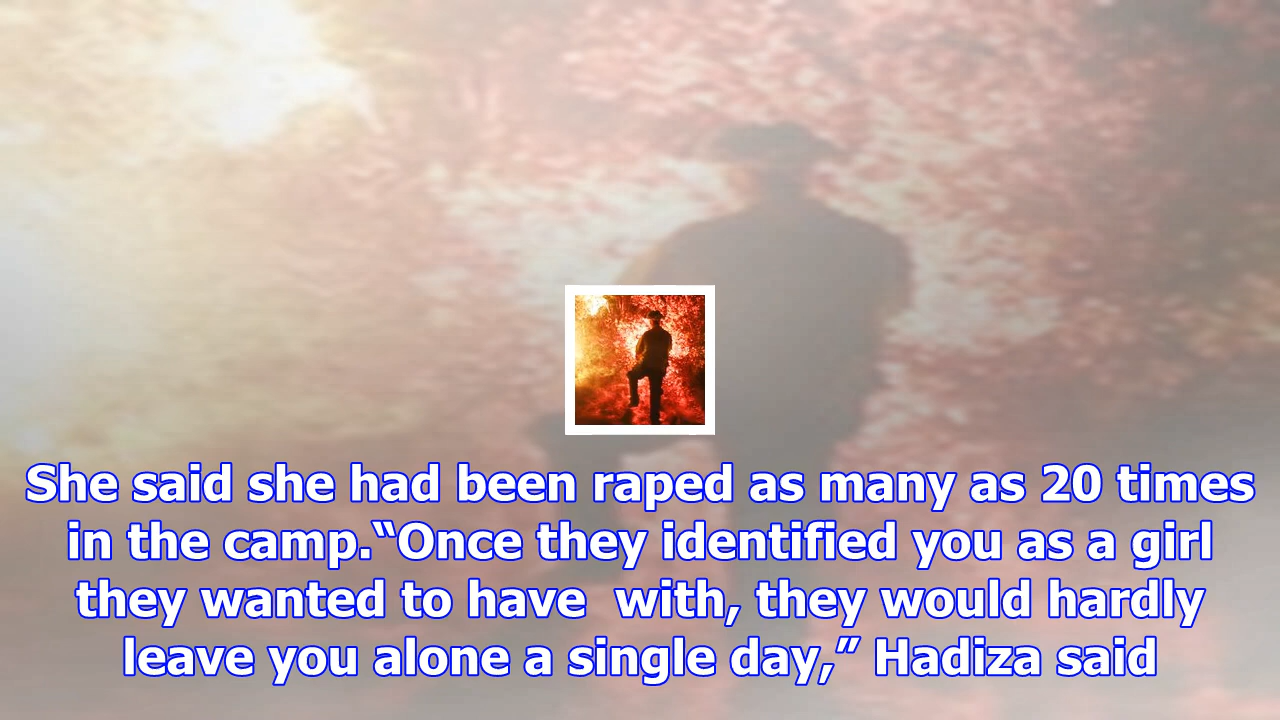 She said she had been raped as many as 20 times
in the camp.“Once they identified you as a girl
they wanted to have  with, they would hardly
leave you alone a single day,” Hadiza said